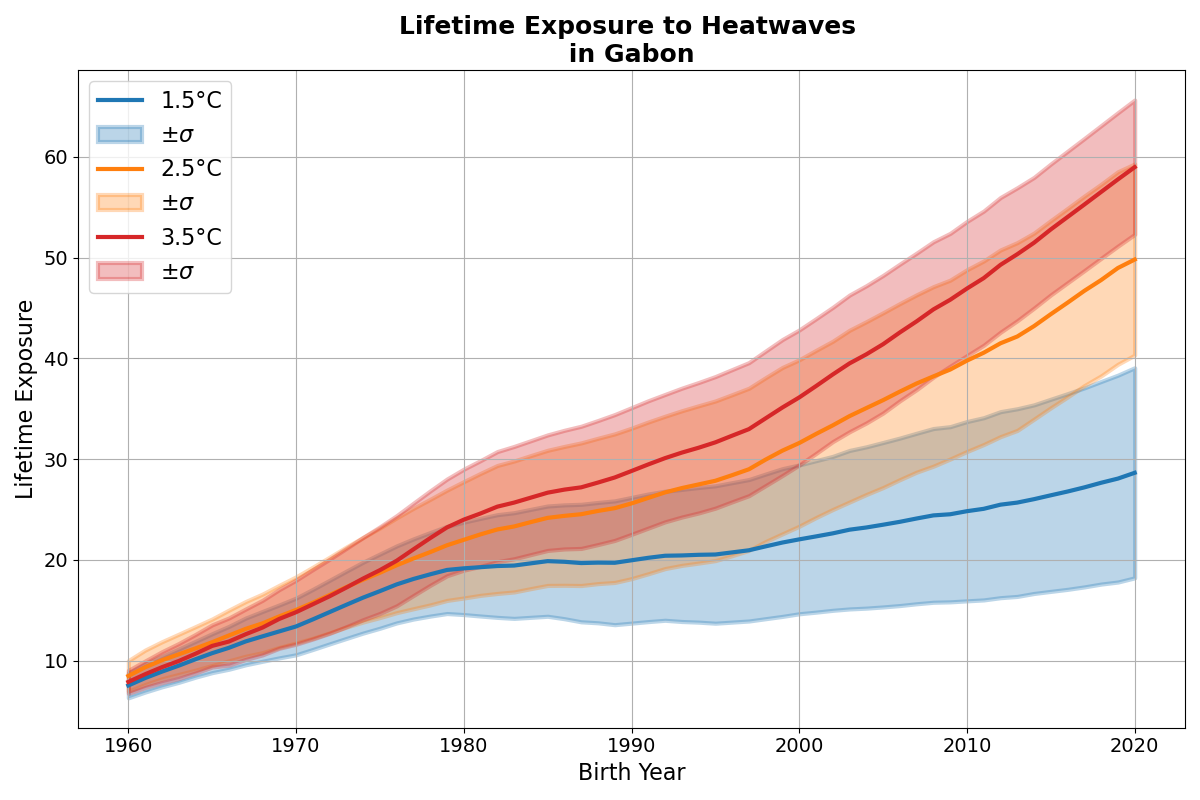 Lifetime Exposure to Heatwaves
in Gabon
1.5°C
±σ
2.5°C
±σ
3.5°C
±σ
Lifetime Exposure
60
50
40
30
20
10
1960 1970 1980 1990 2000 2010 2020
Birth Year